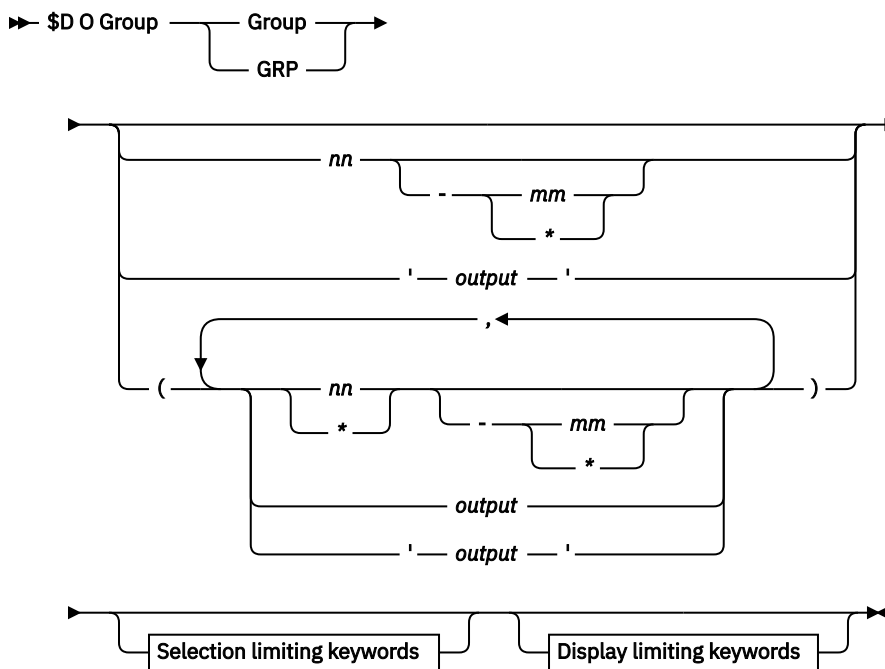 $D O Group Group
GRP
nn
- mm
*
' output '
,
( nn )
* - mm
*
output
' output '
Selection limiting keywords Display limiting keywords